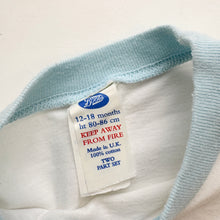 Boots
12-18 months
ht 80-86 cm
KEEP AWAY
FROM FIRE
Made in U.K.
100% cotton
TWO
PART SET